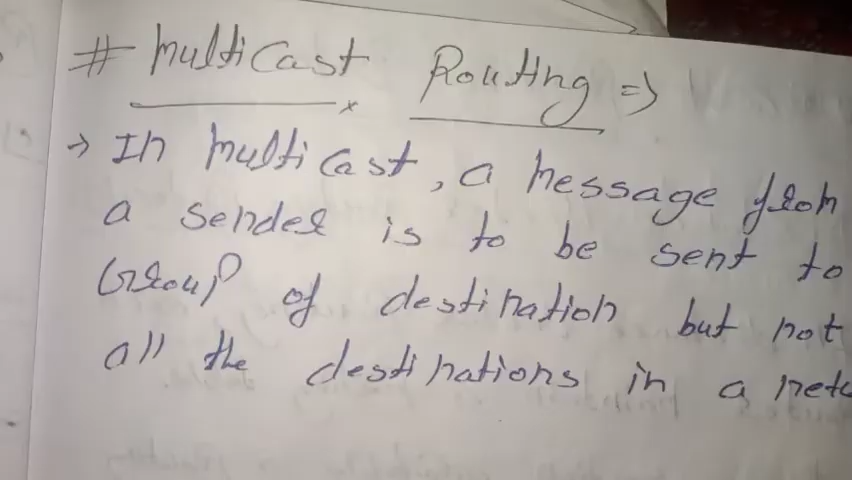 # Multicast Routing =>
→ In multicast, a message from
a sender is to be sent to
Group of destination but not
all the destinations in a netw